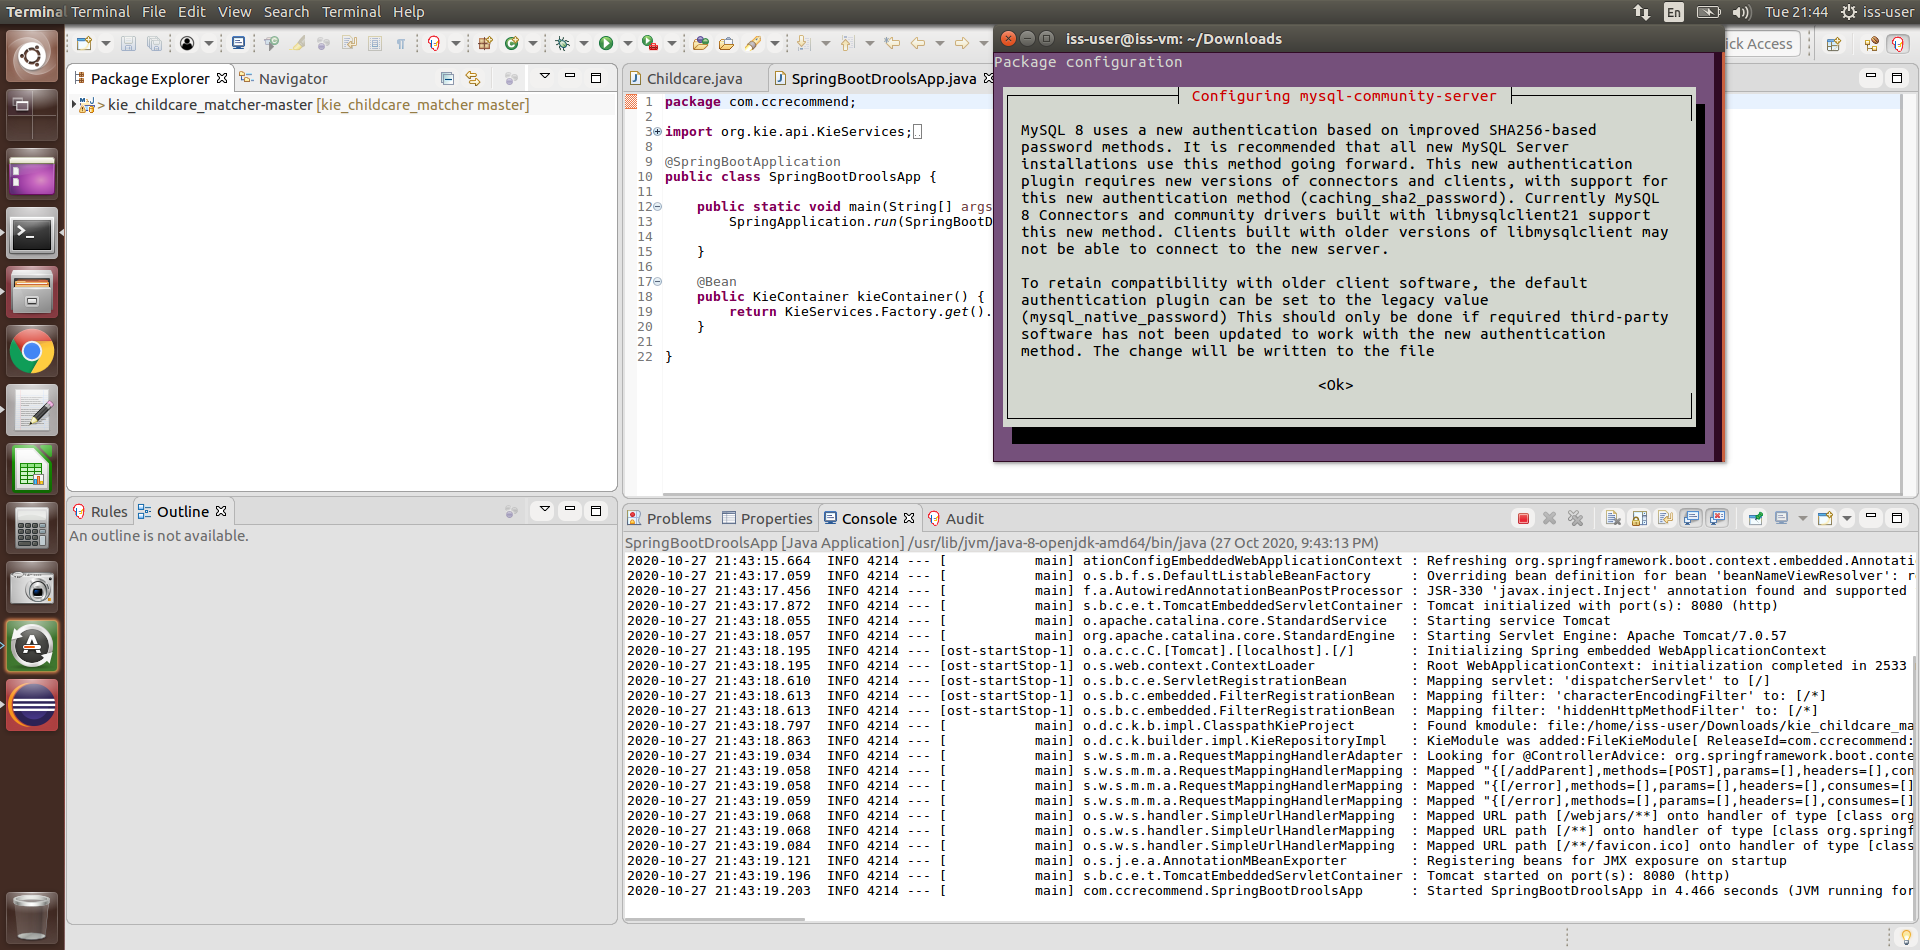 Terminal Terminal File Edit View Search Terminal Help
En
Tue 21:44
iss-user
Package Explorer
Navigator
> kie_childcare_matcher-master [kie_childcare_matcher master]
Childcare.java
SpringBootDroolsApp.java
1 package com.ccrecommend;
2
3 import org.kie.api.KieServices;
8
9 @SpringBootApplication
10 public class SpringBootDroolsApp {
11
12 public static void main(String[] args
13 SpringApplication.run(SpringBootD
14
15 }
16
17 @Bean
18 public KieContainer kieContainer() {
19 return KieServices.Factory.get().
20 }
21
22 }
iss-user@iss-vm: ~/Downloads
ick Access
Package configuration
Configuring mysql-community-server
MySQL 8 uses a new authentication based on improved SHA256-based
password methods. It is recommended that all new MySQL Server
installations use this method going forward. This new authentication
plugin requires new versions of connectors and clients, with support for
this new authentication method (caching_sha2_password). Currently MySQL
8 Connectors and community drivers built with libmysqlclient21 support
this new method. Clients built with older versions of libmysqlclient may
not be able to connect to the new server.
To retain compatibility with older client software, the default
authentication plugin can be set to the legacy value
(mysql_native_password) This should only be done if required third-party
software has not been updated to work with the new authentication
method. The change will be written to the file
<Ok>
Rules
Outline
An outline is not available.
Problems
Properties
Console
Audit
SpringBootDroolsApp [Java Application] /usr/lib/jvm/java-8-openjdk-amd64/bin/java (27 Oct 2020, 9:43:13 PM)
2020-10-27 21:43:15.664 INFO 4214 --- [ main] ationConfigEmbeddedWebApplicationContext : Refreshing org.springframework.boot.context.embedded.Annotati
2020-10-27 21:43:17.059 INFO 4214 --- [ main] o.s.b.f.s.DefaultListableBeanFactory : Overriding bean definition for bean 'beanNameViewResolver': r
2020-10-27 21:43:17.456 INFO 4214 --- [ main] f.a.AutowiredAnnotationBeanPostProcessor : JSR-330 'javax.inject.Inject' annotation found and supported
2020-10-27 21:43:17.872 INFO 4214 --- [ main] s.b.c.e.t.TomcatEmbeddedServletContainer : Tomcat initialized with port(s): 8080 (http)
2020-10-27 21:43:18.055 INFO 4214 --- [ main] o.apache.catalina.core.StandardService : Starting service Tomcat
2020-10-27 21:43:18.057 INFO 4214 --- [ main] org.apache.catalina.core.StandardEngine : Starting Servlet Engine: Apache Tomcat/7.0.57
2020-10-27 21:43:18.195 INFO 4214 --- [ost-startStop-1] o.a.c.c.C.[Tomcat].[localhost].[/] : Initializing Spring embedded WebApplicationContext
2020-10-27 21:43:18.195 INFO 4214 --- [ost-startStop-1] o.s.web.context.ContextLoader : Root WebApplicationContext: initialization completed in 2533
2020-10-27 21:43:18.610 INFO 4214 --- [ost-startStop-1] o.s.b.c.e.ServletRegistrationBean : Mapping servlet: 'dispatcherServlet' to [/]
2020-10-27 21:43:18.613 INFO 4214 --- [ost-startStop-1] o.s.b.c.embedded.FilterRegistrationBean : Mapping filter: 'characterEncodingFilter' to: [/*]
2020-10-27 21:43:18.613 INFO 4214 --- [ost-startStop-1] o.s.b.c.embedded.FilterRegistrationBean : Mapping filter: 'hiddenHttpMethodFilter' to: [/*]
2020-10-27 21:43:18.797 INFO 4214 --- [ main] o.d.c.k.b.impl.ClasspathKieProject : Found kmodule: file:/home/iss-user/Downloads/kie_childcare_ma
2020-10-27 21:43:18.863 INFO 4214 --- [ main] o.d.c.k.builder.impl.KieRepositoryImpl : KieModule was added:FileKieModule[ ReleaseId=com.ccrecommend:
2020-10-27 21:43:19.034 INFO 4214 --- [ main] s.w.s.m.m.a.RequestMappingHandlerAdapter : Looking for @ControllerAdvice: org.springframework.boot.conte
2020-10-27 21:43:19.058 INFO 4214 --- [ main] s.w.s.m.m.a.RequestMappingHandlerMapping : Mapped "{[/addParent],methods=[POST],params=[],headers=[],con
2020-10-27 21:43:19.058 INFO 4214 --- [ main] s.w.s.m.m.a.RequestMappingHandlerMapping : Mapped "{[/error],methods=[],params=[],headers=[],consumes=[]
2020-10-27 21:43:19.059 INFO 4214 --- [ main] s.w.s.m.m.a.RequestMappingHandlerMapping : Mapped "{[/error],methods=[],params=[],headers=[],consumes=[]
2020-10-27 21:43:19.068 INFO 4214 --- [ main] o.s.w.s.handler.SimpleUrlHandlerMapping : Mapped URL path [/webjars/**] onto handler of type [class org
2020-10-27 21:43:19.068 INFO 4214 --- [ main] o.s.w.s.handler.SimpleUrlHandlerMapping : Mapped URL path [/**] onto handler of type [class org.springf
2020-10-27 21:43:19.084 INFO 4214 --- [ main] o.s.w.s.handler.SimpleUrlHandlerMapping : Mapped URL path [/**/favicon.ico] onto handler of type [class
2020-10-27 21:43:19.121 INFO 4214 --- [ main] o.s.j.e.a.AnnotationMBeanExporter : Registering beans for JMX exposure on startup
2020-10-27 21:43:19.196 INFO 4214 --- [ main] s.b.c.e.t.TomcatEmbeddedServletContainer : Tomcat started on port(s): 8080 (http)
2020-10-27 21:43:19.203 INFO 4214 --- [ main] com.ccrecommend.SpringBootDroolsApp : Started SpringBootDroolsApp in 4.466 seconds (JVM running for